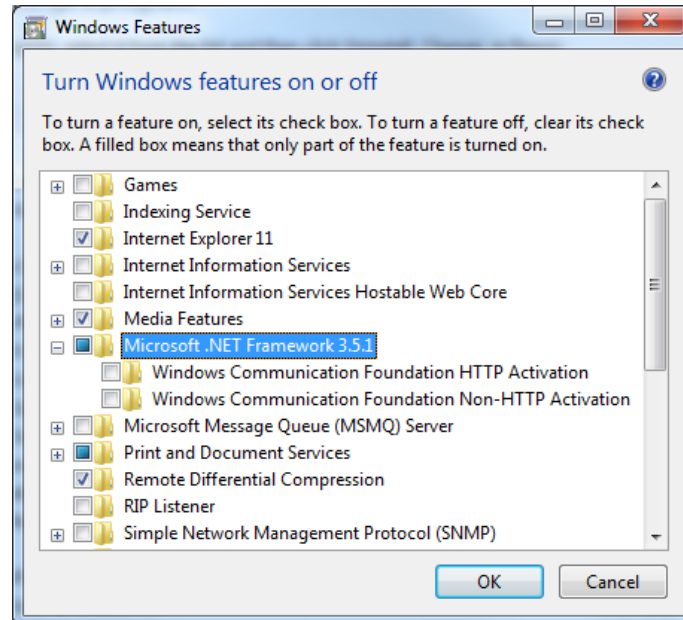 Windows Features
Turn Windows features on or off
To turn a feature on, select its check box. To turn a feature off, clear its check
box. A filled box means that only part of the feature is turned on.
Games
Indexing Service
Internet Explorer 11
Internet Information Services
Internet Information Services Hostable Web Core
Media Features
Microsoft .NET Framework 3.5.1
Windows Communication Foundation HTTP Activation
Windows Communication Foundation Non-HTTP Activation
Microsoft Message Queue (MSMQ) Server
Print and Document Services
Remote Differential Compression
RIP Listener
Simple Network Management Protocol (SNMP)
OK Cancel